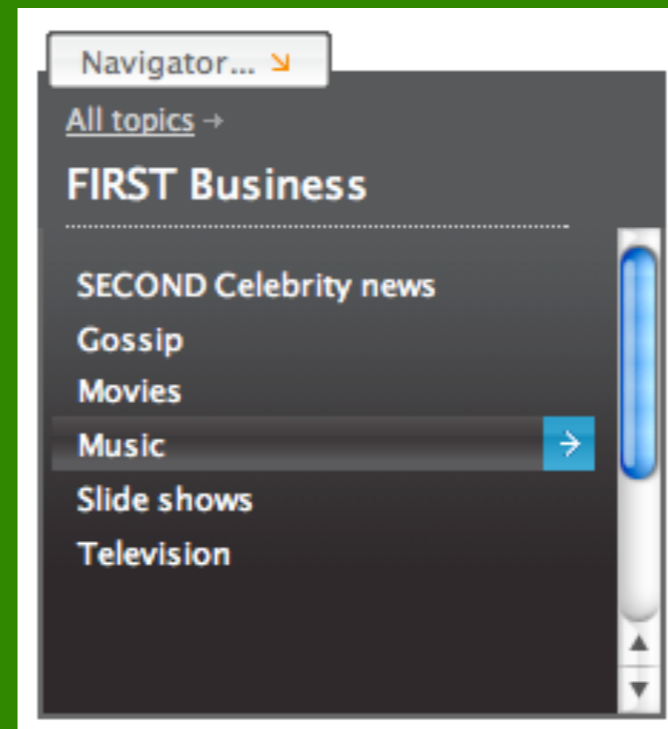 Navigator...
All topics
FIRST Business
SECOND Celebrity news
Gossip
Movies
Music
Slide shows
Television